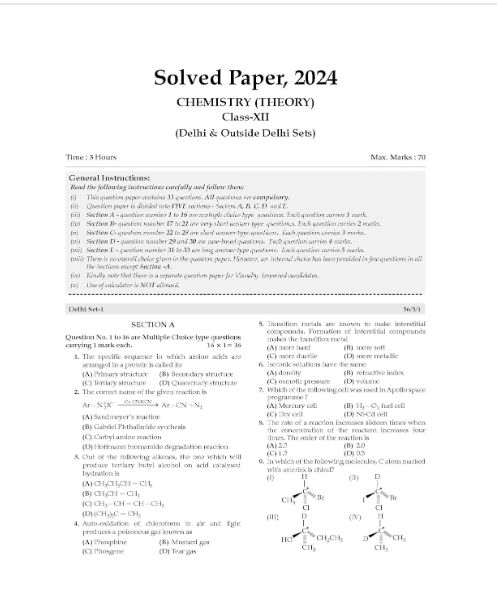 Solved Paper, 2024
CHEMISTRY (THEORY)
Class-XII
(Delhi & Outside Delhi Sets)
Time : 3 Hours Max. Marks : 70
General Instructions:
Read the following instructions carefully and follow them:
(i) This question paper contains 33 questions. All questions are compulsory.
(ii) Question paper is divided into FIVE sections - Section A, B, C, D and E.
(iii) Section A - question number 1 to 16 are multiple choice type questions. Each question carries 1 mark.
(iv) Section B - question number 17 to 21 are very short answer type questions. Each question carries 2 marks.
(v) Section C - question number 22 to 28 are short answer type questions. Each question carries 3 marks.
(vi) Section D - question number 29 and 30 are case-based questions. Each question carries 4 marks.
(vii) Section E - question number 31 to 33 are long answer type questions. Each question carries 5 marks.
(viii) There is no overall choice given in the question paper. However, an internal choice has been provided in few questions in all
the Sections except Section -A.
(ix) Kindly note that there is a separate question paper for Visually Impaired candidates.
(x) Use of calculator is NOT allowed.
Delhi Set-1 56/5/1
SECTION A
Question No. 1 to 16 are Multiple Choice type questions
carrying 1 mark each. 16 × 1= 16
1. The specific sequence in which amino acids are
arranged in a protein is called its
(A) Primary structure (B) Secondary structure
(C) Tertiary structure (D) Quaternary structure
2. The correct name of the given reaction is
(A) Sandmeyer's reaction
(B) Gabriel Phthalimide synthesis
(C) Carbyl amine reaction
(D) Hoffmann bromamide degradation reaction
3. Out of the following alkenes, the one which will
produce tertiary butyl alcohol on acid catalysed
hydration is
(A) CH₃CH₂CH = CH₂
(B) CH₃CH = CH₂
(C) CH₃ – CH = CH – CH₃
(D) (CH₃)₂C = CH₂
4. Auto-oxidation of chloroform in air and light
produces a poisonous gas known as
(A) Phosphine (B) Mustard gas
(C) Phosgene (D) Tear gas
5. Transition metals are known to make interstitial
compounds. Formation of interstitial compounds
makes the transition metal
(A) more hard (B) more soft
(C) more ductile (D) more metallic
6. Isotonic solutions have the same
(A) density (B) refractive index
(C) osmotic pressure (D) volume
7. Which of the following cell was used in Apollo space
programme ?
(A) Mercury cell (B) H₂ – O₂ fuel cell
(C) Dry cell (D) Ni-Cd cell
8. The rate of a reaction increases sixteen times when
the concentration of the reactant increases four
times. The order of the reaction is
(A) 2.5 (B) 2.0
(C) 1.5 (D) 0.5
9. In which of the following molecules, C atom marked
with asterisk is chiral?
(I) H (II) D
CH₃ Br I Br
Cl Cl
(III) D (IV) H
HO CH₂CH₃ D CH₃
CH₃ CH₃